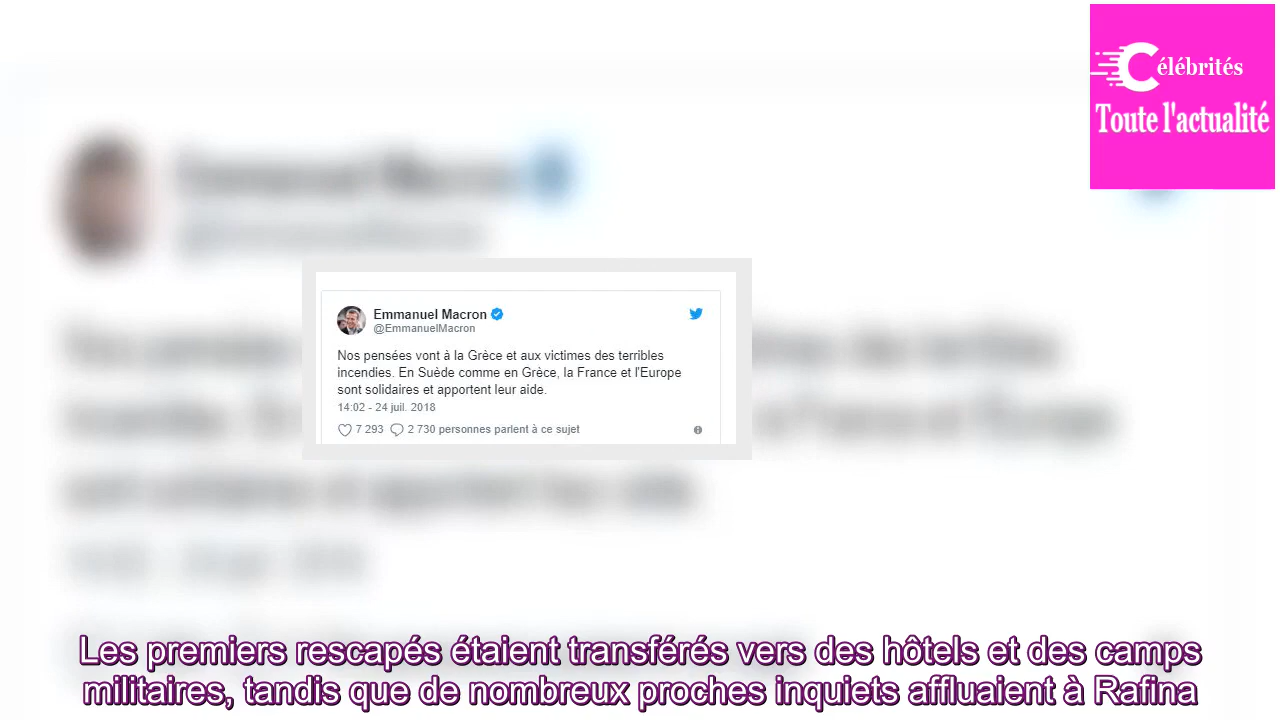 Célébrités
Toute l'actualité
Emmanuel Macron
@EmmanuelMacron
Nos pensées vont à la Grèce et aux victimes des terribles
incendies. En Suède comme en Grèce, la France et l'Europe
sont solidaires et apportent leur aide.
14:02 - 24 juil. 2018
7 293 2 730 personnes parlent à ce sujet
Les premiers rescapés étaient transférés vers des hôtels et des camps
militaires, tandis que de nombreux proches inquiets affluaient à Rafina